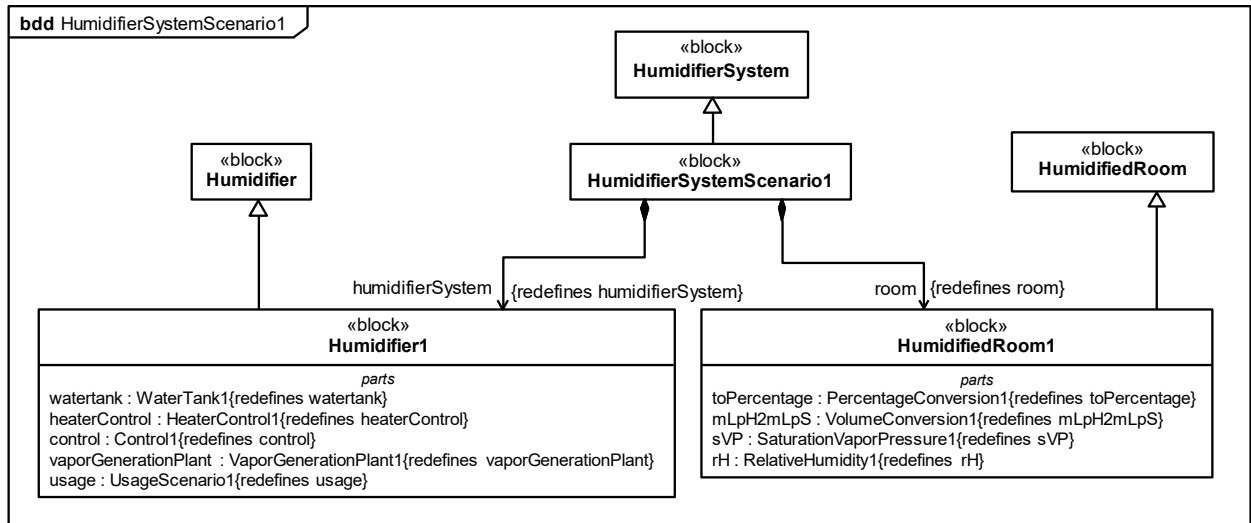 bdd HumidifierSystemScenario1
«block»
HumidifierSystem
«block»
Humidifier
«block»
HumidifierSystemScenario1
«block»
HumidifiedRoom
humidifierSystem
{redefines humidifierSystem}
room
{redefines room}
«block»
Humidifier1
parts
watertank : WaterTank1{redefines watertank}
heaterControl : HeaterControl1{redefines heaterControl}
control : Control1{redefines control}
vaporGenerationPlant : VaporGenerationPlant1{redefines vaporGenerationPlant}
usage : UsageScenario1{redefines usage}
«block»
HumidifiedRoom1
parts
toPercentage : PercentageConversion1{redefines toPercentage}
mLpH2mLpS : VolumeConversion1{redefines mLpH2mLpS}
sVP : SaturationVaporPressure1{redefines sVP}
rH : RelativeHumidity1{redefines rH}